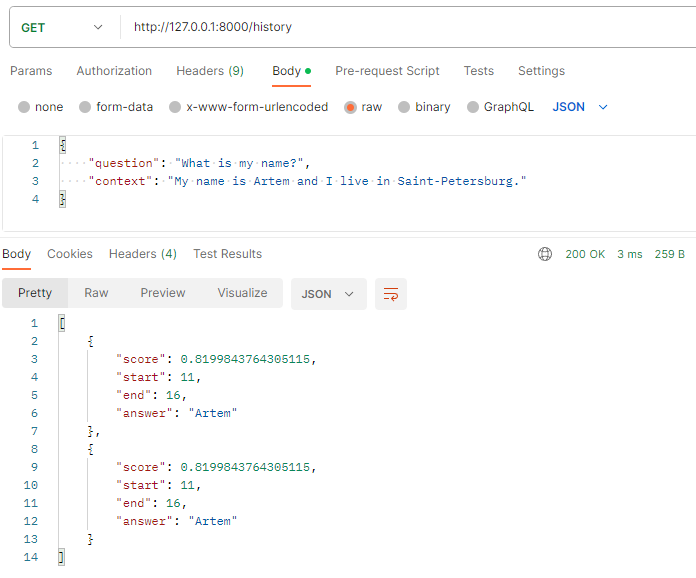 GET http://127.0.0.1:8000/history
Params Authorization Headers (9) Body Pre-request Script Tests Settings
none form-data x-www-form-urlencoded raw binary GraphQL JSON
1 {
2 "question": "What is my name?",
3 "context": "My name is Artem and I live in Saint-Petersburg."
4 }
Body Cookies Headers (4) Test Results 200 OK 3 ms 259 B
Pretty Raw Preview Visualize JSON
1 [
2 {
3 "score": 0.8199843764305115,
4 "start": 11,
5 "end": 16,
6 "answer": "Artem"
7 },
8 {
9 "score": 0.8199843764305115,
10 "start": 11,
11 "end": 16,
12 "answer": "Artem"
13 }
14 ]